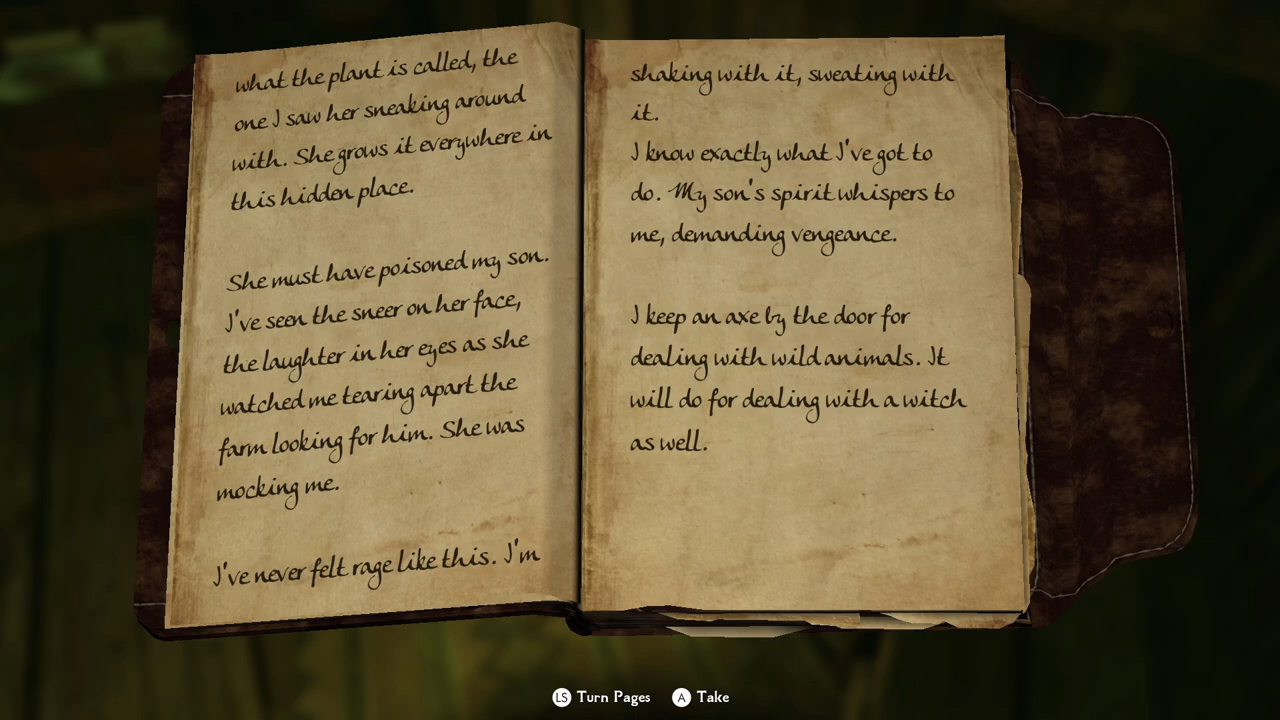 what the plant is called, the
one I saw her sneaking around
with. She grows it everywhere in
this hidden place.
She must have poisoned my son.
I've seen the sneer on her face,
the laughter in her eyes as she
watched me tearing apart the
farm looking for him. She was
mocking me.
I've never felt rage like this. I'm
shaking with it, sweating with
it.
I know exactly what I've got to
do. My son's spirit whispers to
me, demanding vengeance.
I keep an axe by the door for
dealing with wild animals. It
will do for dealing with a witch
as well.
LS Turn Pages A Take